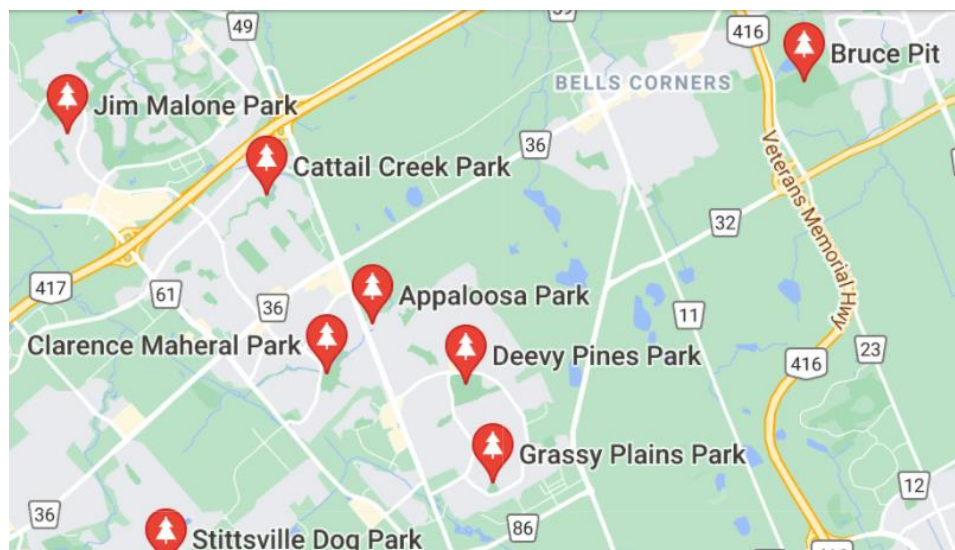 49
39
416
Bruce Pit
BELLS CORNERS
Jim Malone Park
36
Cattail Creek Park
Veterans Memorial Hwy
32
417
61
36
Appaloosa Park
11
Clarence Maheral Park
Deevy Pines Park
416
23
Grassy Plains Park
12
36
86
Stittsville Dog Park